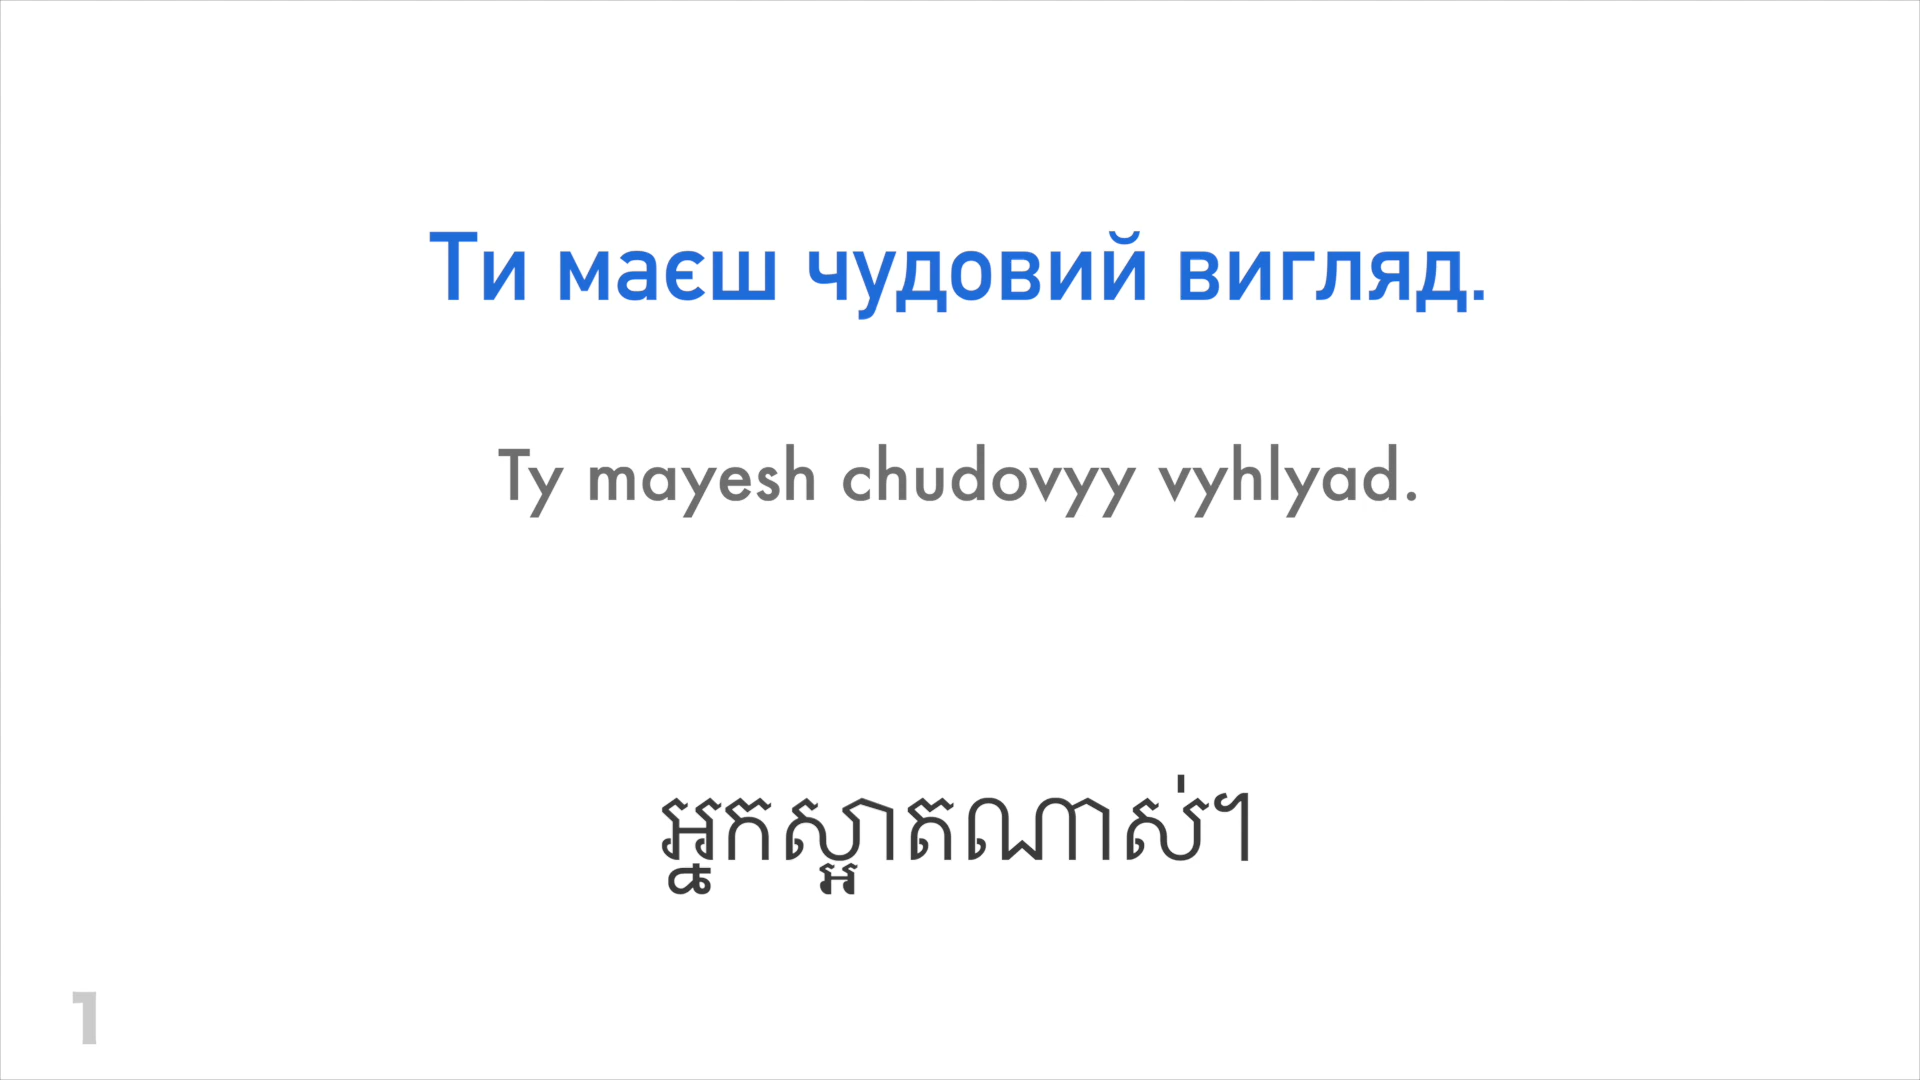 Ти маєш чудовий вигляд.
Ty mayesh chudovyy vyhlyad.
អ្នកស្អាតណាស់។
1